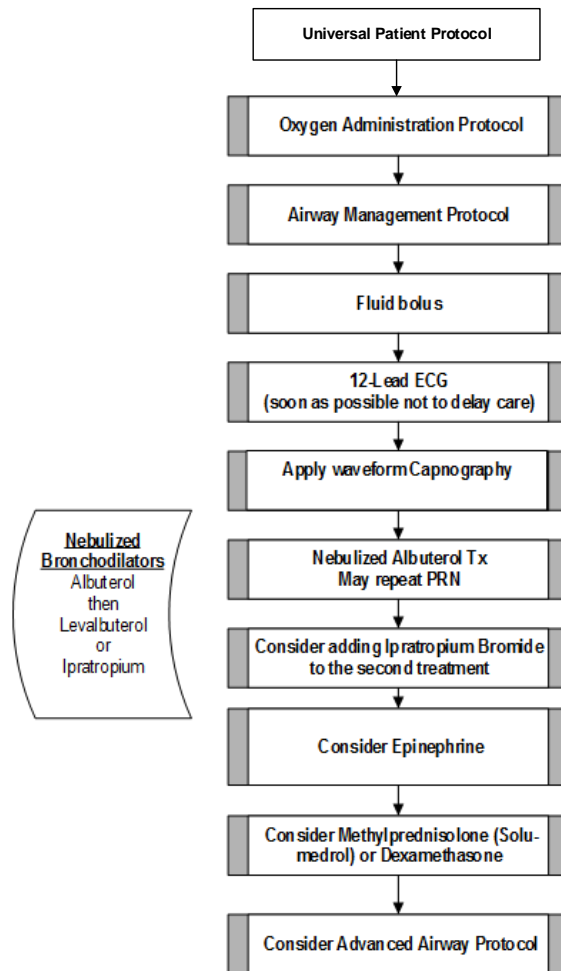 Universal Patient Protocol
Oxygen Administration Protocol
Airway Management Protocol
Fluid bolus
12-Lead ECG
(soon as possible not to delay care)
Apply waveform Capnography
Nebulized
Bronchodilators
Albuterol
then
Levalbuterol
or
Ipratropium
Nebulized Albuterol Tx
May repeat PRN
Consider adding Ipratropium Bromide
to the second treatment
Consider Epinephrine
Consider Methylprednisolone (Solu-
medrol) or Dexamethasone
Consider Advanced Airway Protocol